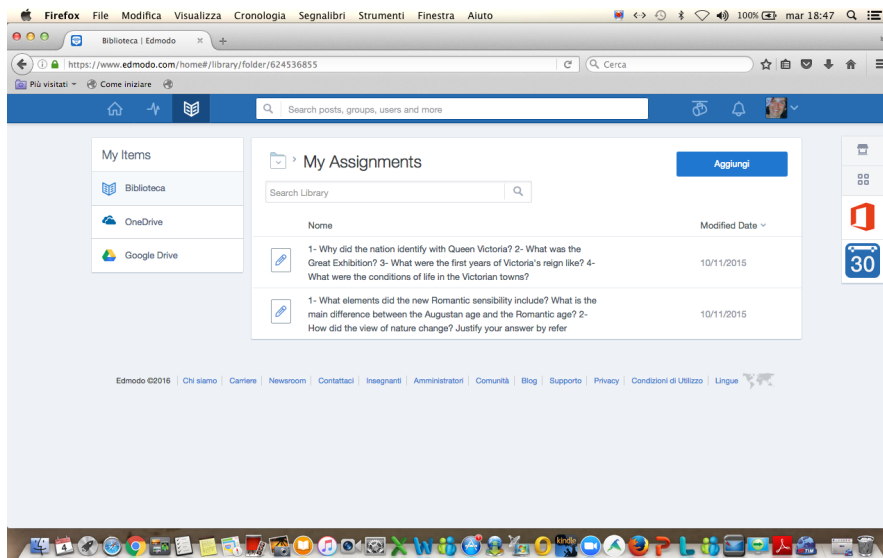 Firefox File Modifica Visualizza Cronologia Segnalibri Strumenti Finestra Aiuto 100% mar 18:47
Biblioteca | Edmodo
https://www.edmodo.com/home#/library/folder/624536855
Cerca
Più visitati
Come iniziare
Search posts, groups, users and more
My Items
Biblioteca
OneDrive
Google Drive
My Assignments
Aggiungi
Search Library
Nome
Modified Date
1- Why did the nation identify with Queen Victoria? 2- What was the
Great Exhibition? 3- What were the first years of Victoria's reign like? 4-
What were the conditions of life in the Victorian towns?
10/11/2015
1- What elements did the new Romantic sensibility include? What is the
main difference between the Augustan age and the Romantic age? 2-
How did the view of nature change? Justify your answer by refer
10/11/2015
30
Edmodo ©2016 Chi siamo Carriere Newsroom Contattaci Insegnanti Amministratori Comunità Blog Supporto Privacy Condizioni di Utilizzo Lingue
4
kindle